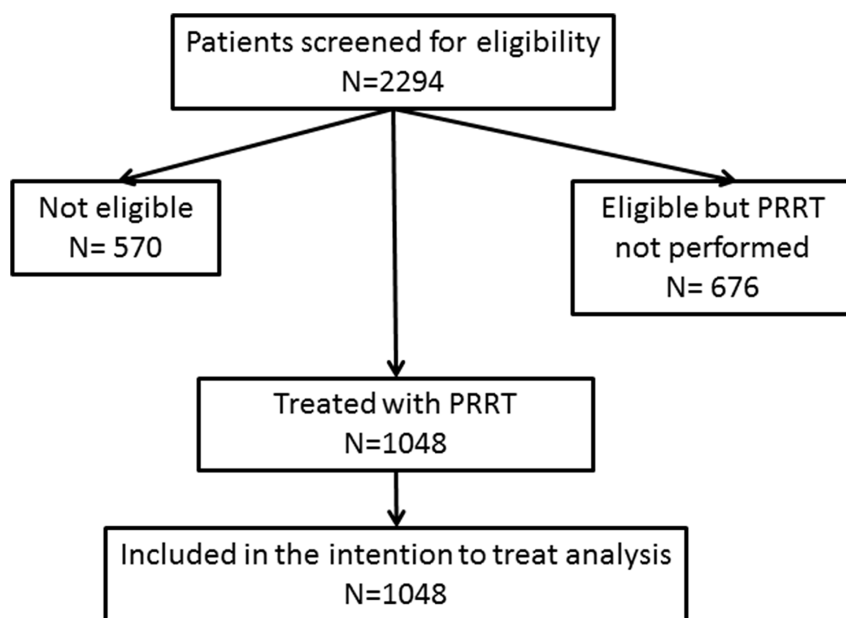 Patients screened for eligibility
N=2294
Not eligible
N= 570
Eligible but PRRT
not performed
N= 676
Treated with PRRT
N=1048
Included in the intention to treat analysis
N=1048